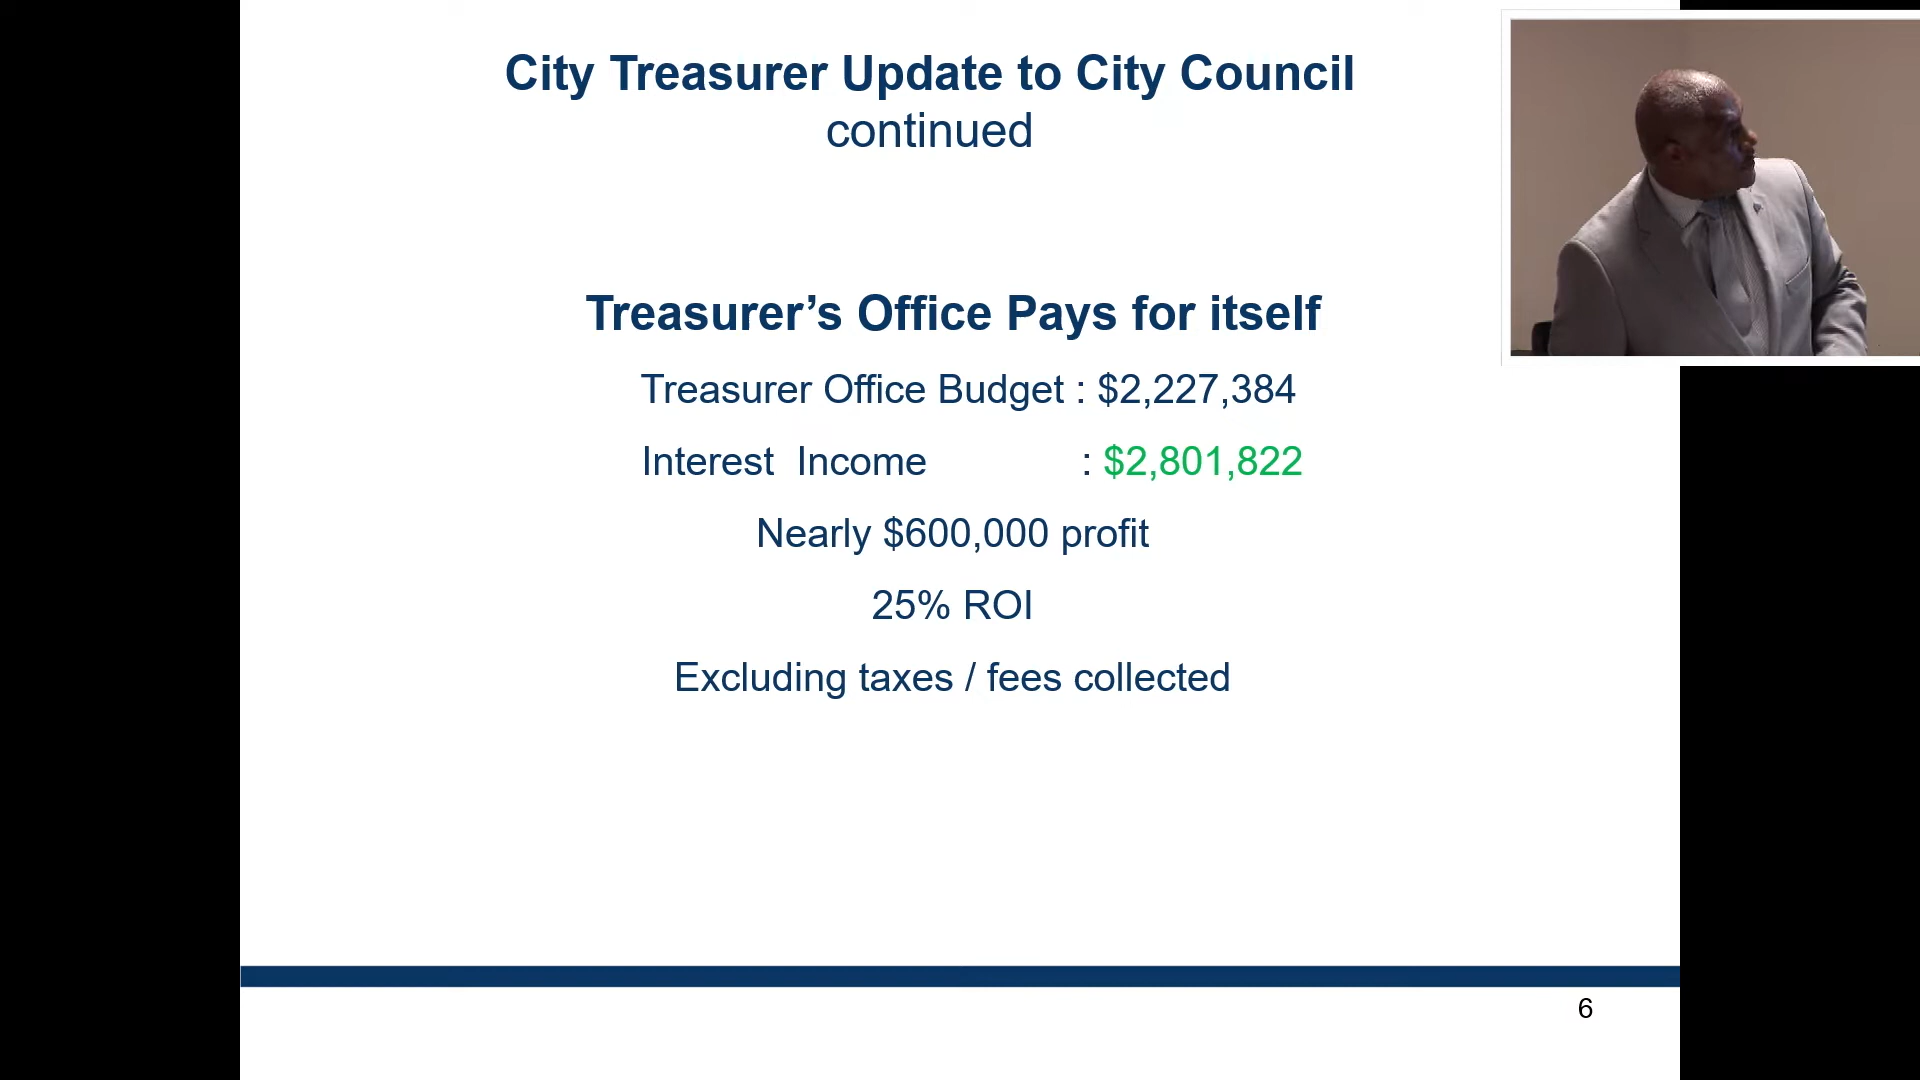 City Treasurer Update to City Council
continued
Treasurer’s Office Pays for itself
Treasurer Office Budget : $2,227,384
Interest Income : $2,801,822
Nearly $600,000 profit
25% ROI
Excluding taxes / fees collected
6